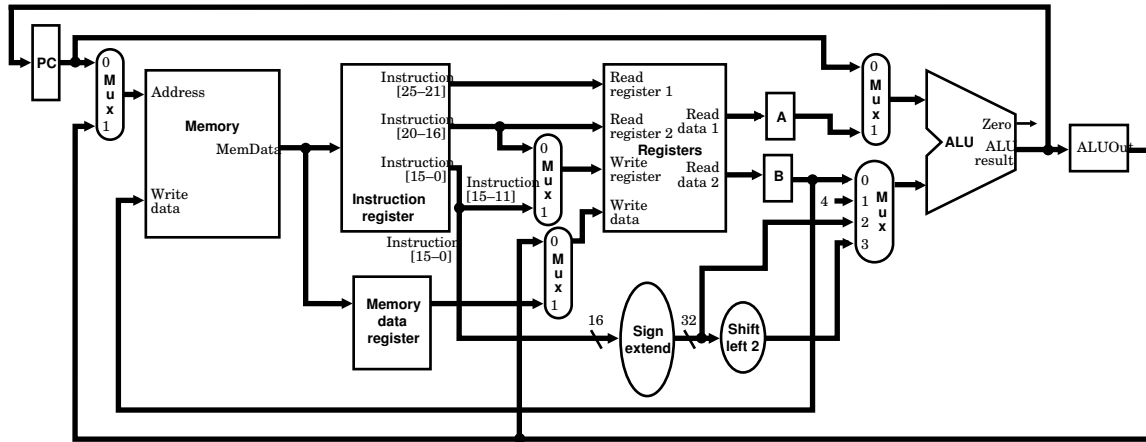 PC
0
M
u
x
1
Address
Memory
MemData
Write
data
Instruction
[25–21]
Instruction
[20–16]
Instruction
[15–0]
Instruction
register
Instruction
[15–11]
Instruction
[15–0]
Memory
data
register
0
M
u
x
1
0
M
u
x
1
Read
register 1
Read
register 2
Registers
Write
register
Write
data
Read
data 1
Read
data 2
16
Sign
extend
32
Shift
left 2
A
B
4
0
M
u
x
1
0
1
2
3
M
u
x
Zero
ALU
ALU
result
ALUOut